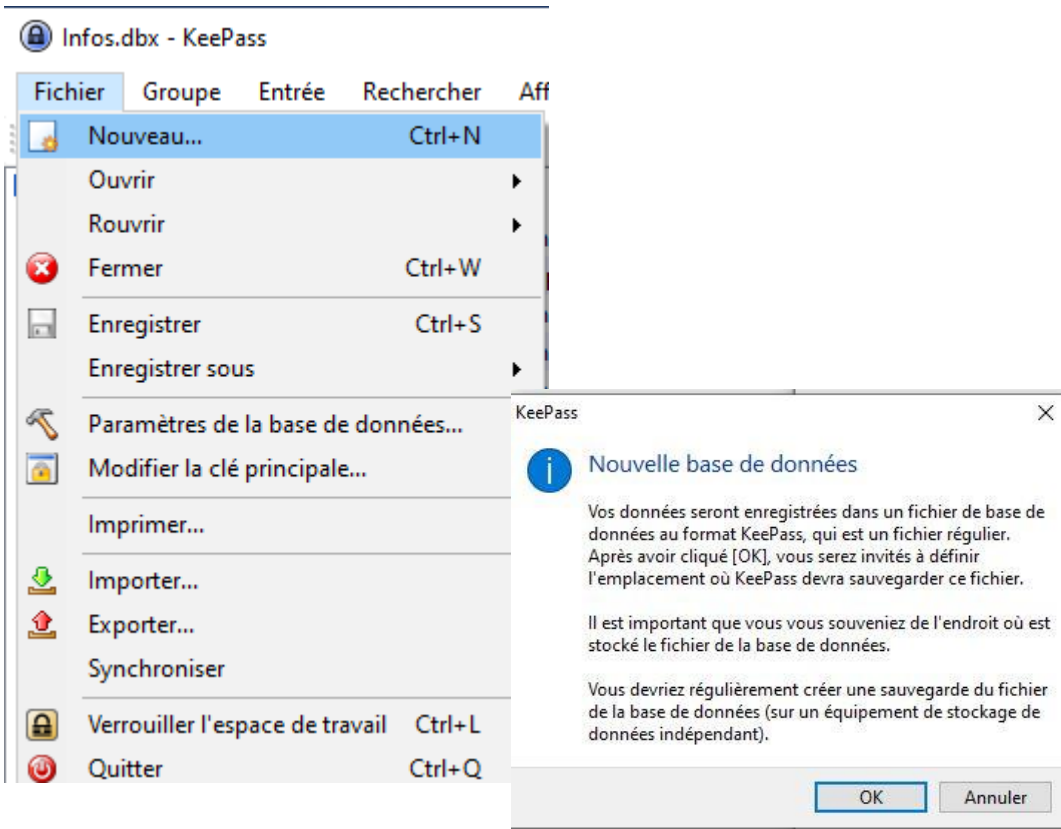 Infos.dbx - KeePass
Fichier Groupe Entrée Rechercher Aff
Nouveau... Ctrl+N
Ouvrir
Rouvrir
Fermer Ctrl+W
Enregistrer Ctrl+S
Enregistrer sous
Paramètres de la base de données...
Modifier la clé principale...
Imprimer...
Importer...
Exporter...
Synchroniser
Verrouiller l'espace de travail Ctrl+L
Quitter Ctrl+Q
KeePass
Nouvelle base de données
Vos données seront enregistrées dans un fichier de base de
données au format KeePass, qui est un fichier régulier.
Après avoir cliqué [OK], vous serez invités à définir
l'emplacement où KeePass devra sauvegarder ce fichier.
Il est important que vous vous souveniez de l'endroit où est
stocké le fichier de la base de données.
Vous devriez régulièrement créer une sauvegarde du fichier
de la base de données (sur un équipement de stockage de
données indépendant).
OK Annuler